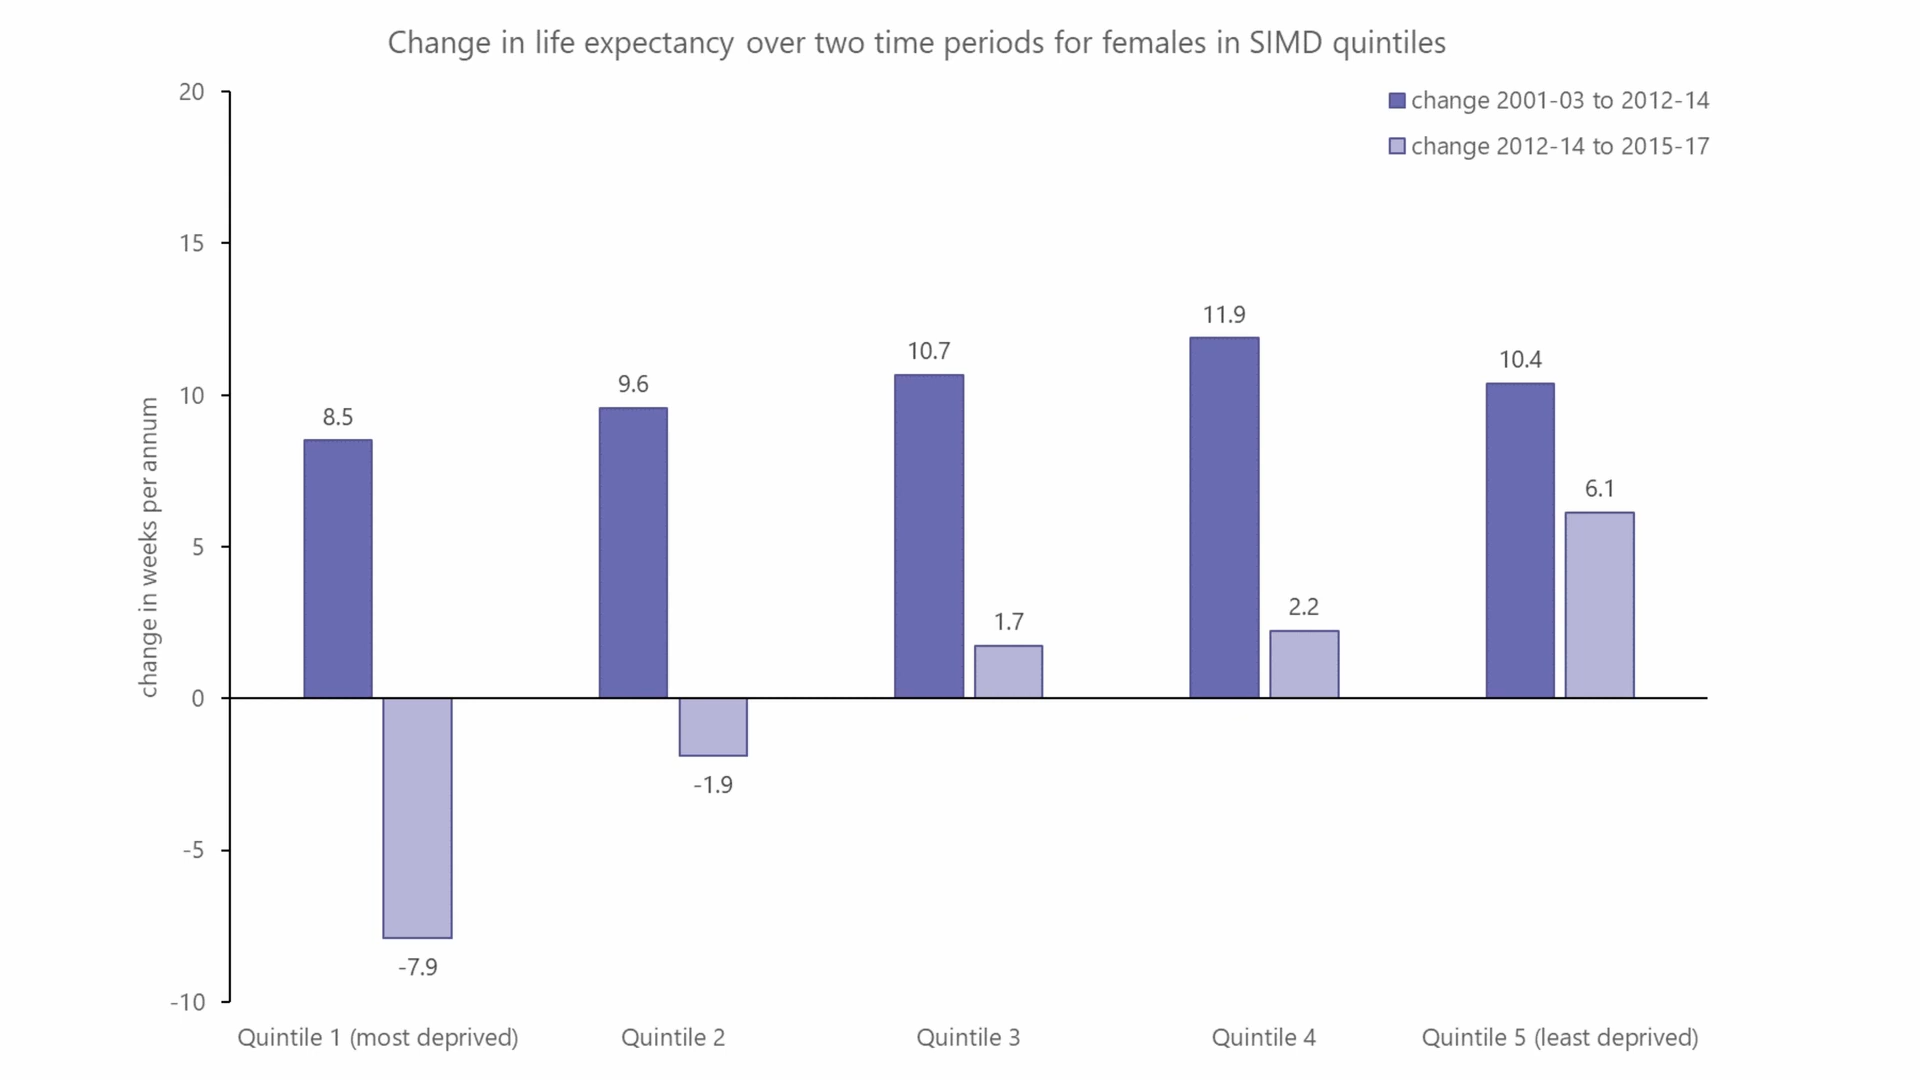 Change in life expectancy over two time periods for females in SIMD quintiles
change 2001-03 to 2012-14
change 2012-14 to 2015-17
change in weeks per annum
20
15
10
5
0
-5
-10
8.5
-7.9
9.6
-1.9
10.7
1.7
11.9
2.2
10.4
6.1
Quintile 1 (most deprived)
Quintile 2
Quintile 3
Quintile 4
Quintile 5 (least deprived)